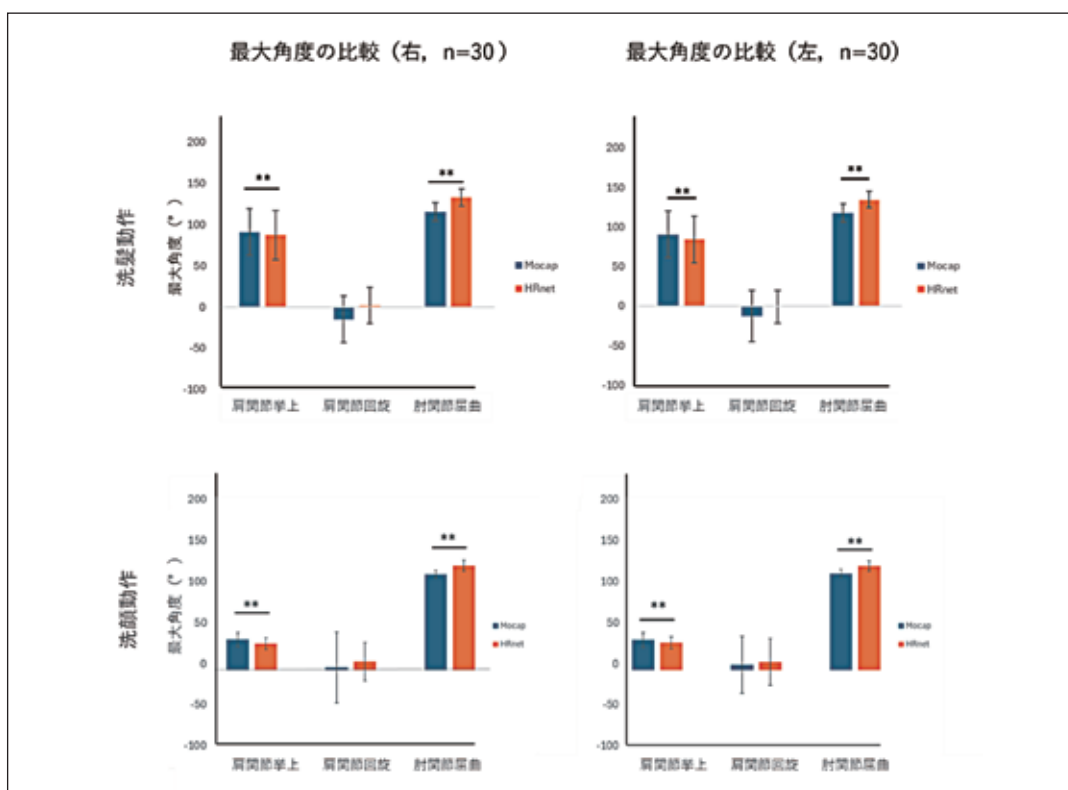 最大角度の比較（右，n=30）
最大角度の比較（左，n=30）
洗髪動作
最大角度（°）
200
150
100
50
0
-50
-100
**
**
肩関節挙上
肩関節回旋
肘関節屈曲
Mocap
HRnet
200
150
100
50
0
-50
-100
**
**
肩関節挙上
肩関節回旋
肘関節屈曲
Mocap
HRnet
洗顔動作
最大角度（°）
200
150
100
50
0
-50
-100
**
**
肩関節挙上
肩関節回旋
肘関節屈曲
Mocap
HRnet
200
150
100
50
0
-50
-100
**
**
肩関節挙上
肩関節回旋
肘関節屈曲
Mocap
HRnet